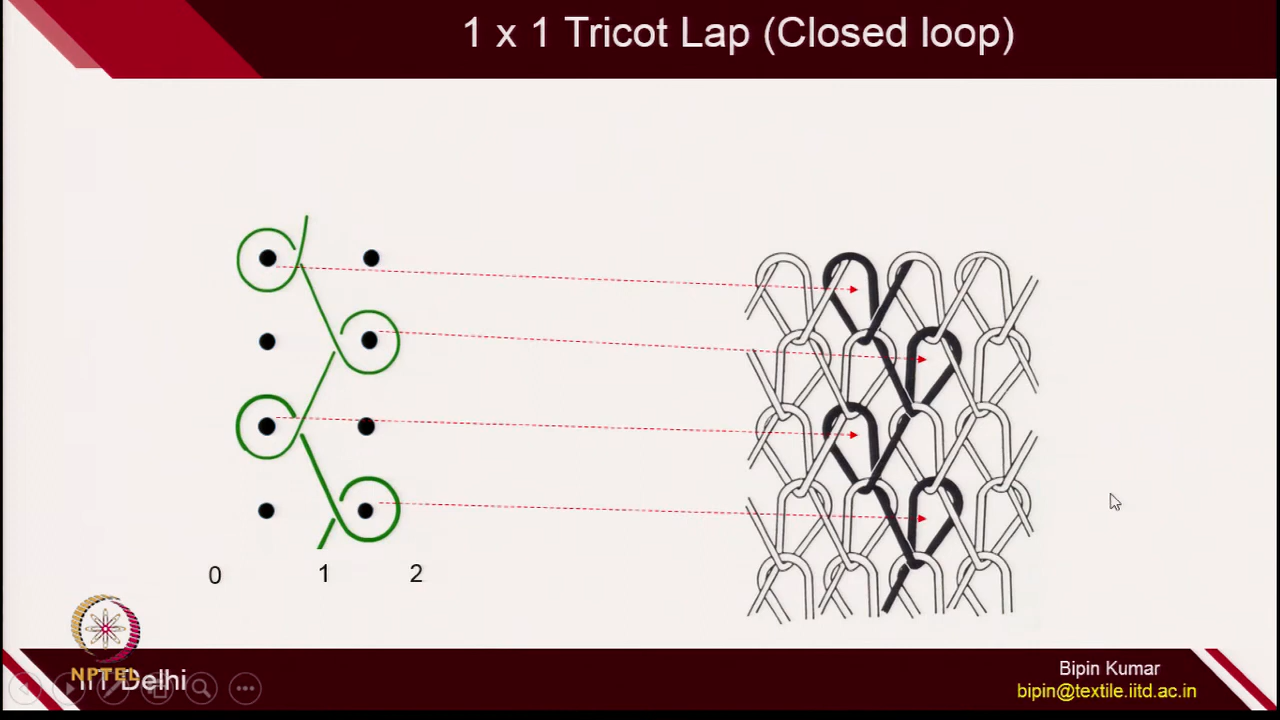 1 x 1 Tricot Lap (Closed loop)
0 1 2
NPTEL
IIT Delhi
Bipin Kumar
bipin@textile.iitd.ac.in